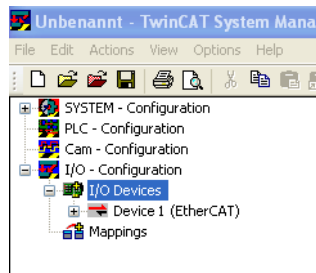 Unbenannt - TwinCAT System Mana
File Edit Actions View Options Help
SYSTEM - Configuration
PLC - Configuration
Cam - Configuration
I/O - Configuration
I/O Devices
Device 1 (EtherCAT)
Mappings